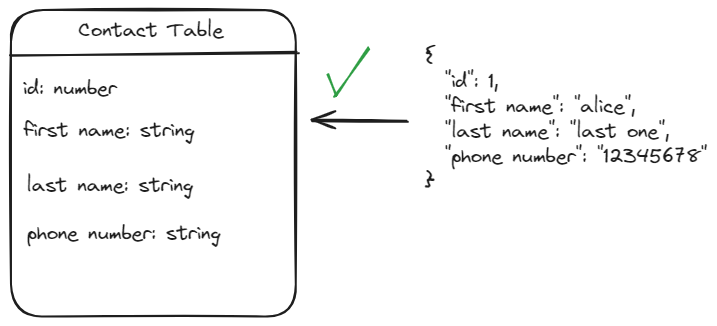 Contact Table
id: number
first name: string
last name: string
phone number: string
{
"id": 1,
"first name": "alice",
"last name": "last one",
"phone number": "12345678"
}